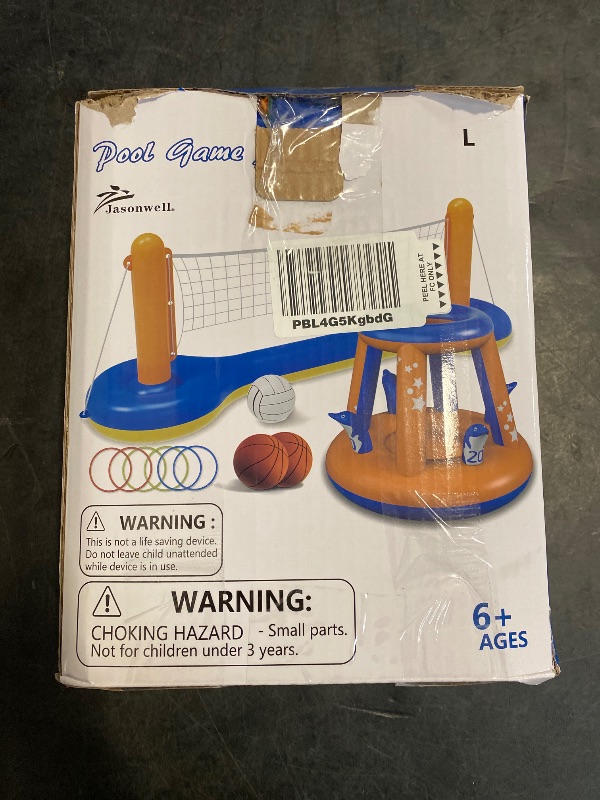 Pool Game
L
Jasonwell®
PEEL HERE AT
FC ONLY
PBL4G5KgbdG
20
WARNING :
This is not a life saving device.
Do not leave child unattended
while device is in use.
WARNING:
CHOKING HAZARD - Small parts.
Not for children under 3 years.
6+
AGES